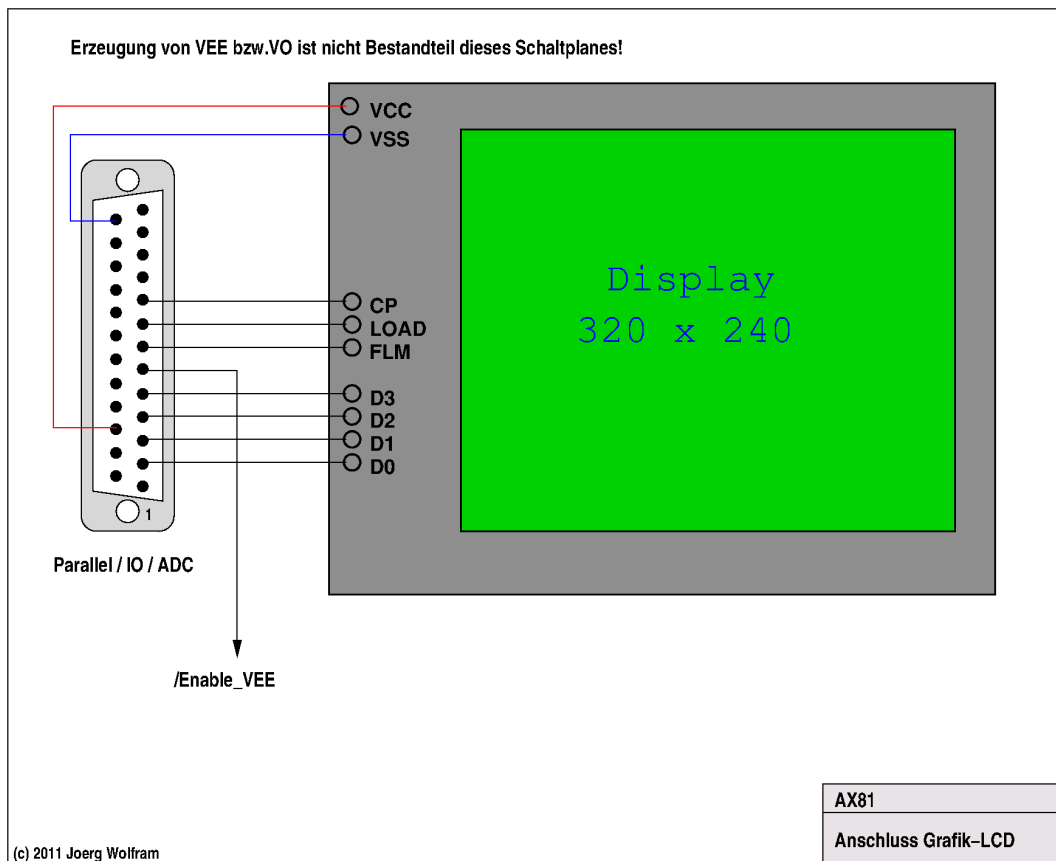 Erzeugung von VEE bzw.VO ist nicht Bestandteil dieses Schaltplanes!
VCC
VSS
Display
320 x 240
CP
LOAD
FLM
D3
D2
D1
D0
1
Parallel / IO / ADC
/Enable_VEE
AX81
Anschluss Grafik–LCD
(c) 2011 Joerg Wolfram